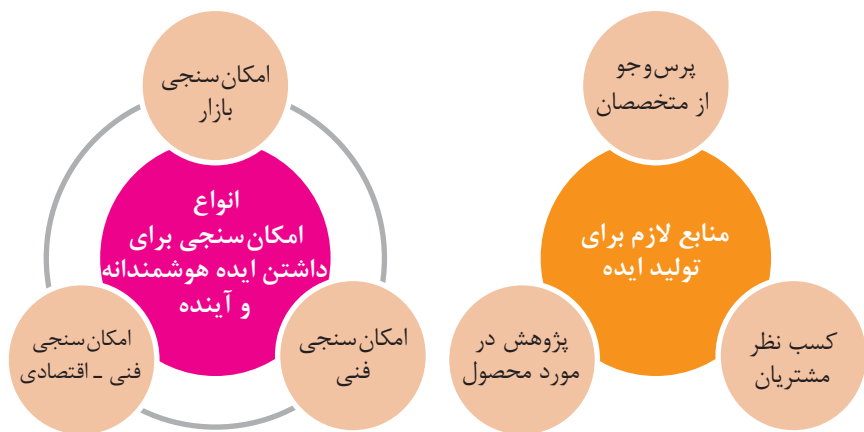 پرس‌وجو
از متخصصان
منابع لازم برای
تولید ایده
کسب نظر
مشتریان
پژوهش در
مورد محصول
امکان‌سنجی
بازار
انواع
امکان‌سنجی برای
داشتن ایده هوشمندانه
و آینده
امکان‌سنجی
فنی
امکان‌سنجی
فنی ـ اقتصادی